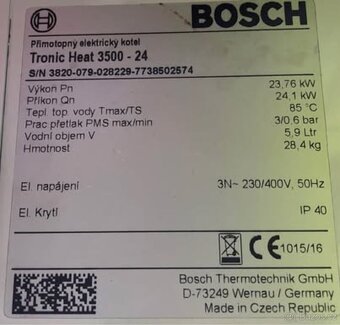 BOSCH
Přímotopný elektrický kotel
Tronic Heat 3500 - 24
S/N 3820-079-028229-7738502574
Výkon Pn 23,76 kW
Příkon Qn 24,1 kW
Tepl. top. vody Tmax/TS 85 °C
Prac přetlak PMS max/min 3/0,6 bar
Vodní objem V 5,9 Ltr
Hmotnost 28,4 kg
El. napájení 3N~ 230/400V, 50Hz
El. Krytí IP 40
CE 1015/16
Bosch Thermotechnik GmbH
D-73249 Wernau / Germany
Made in Czech Republic